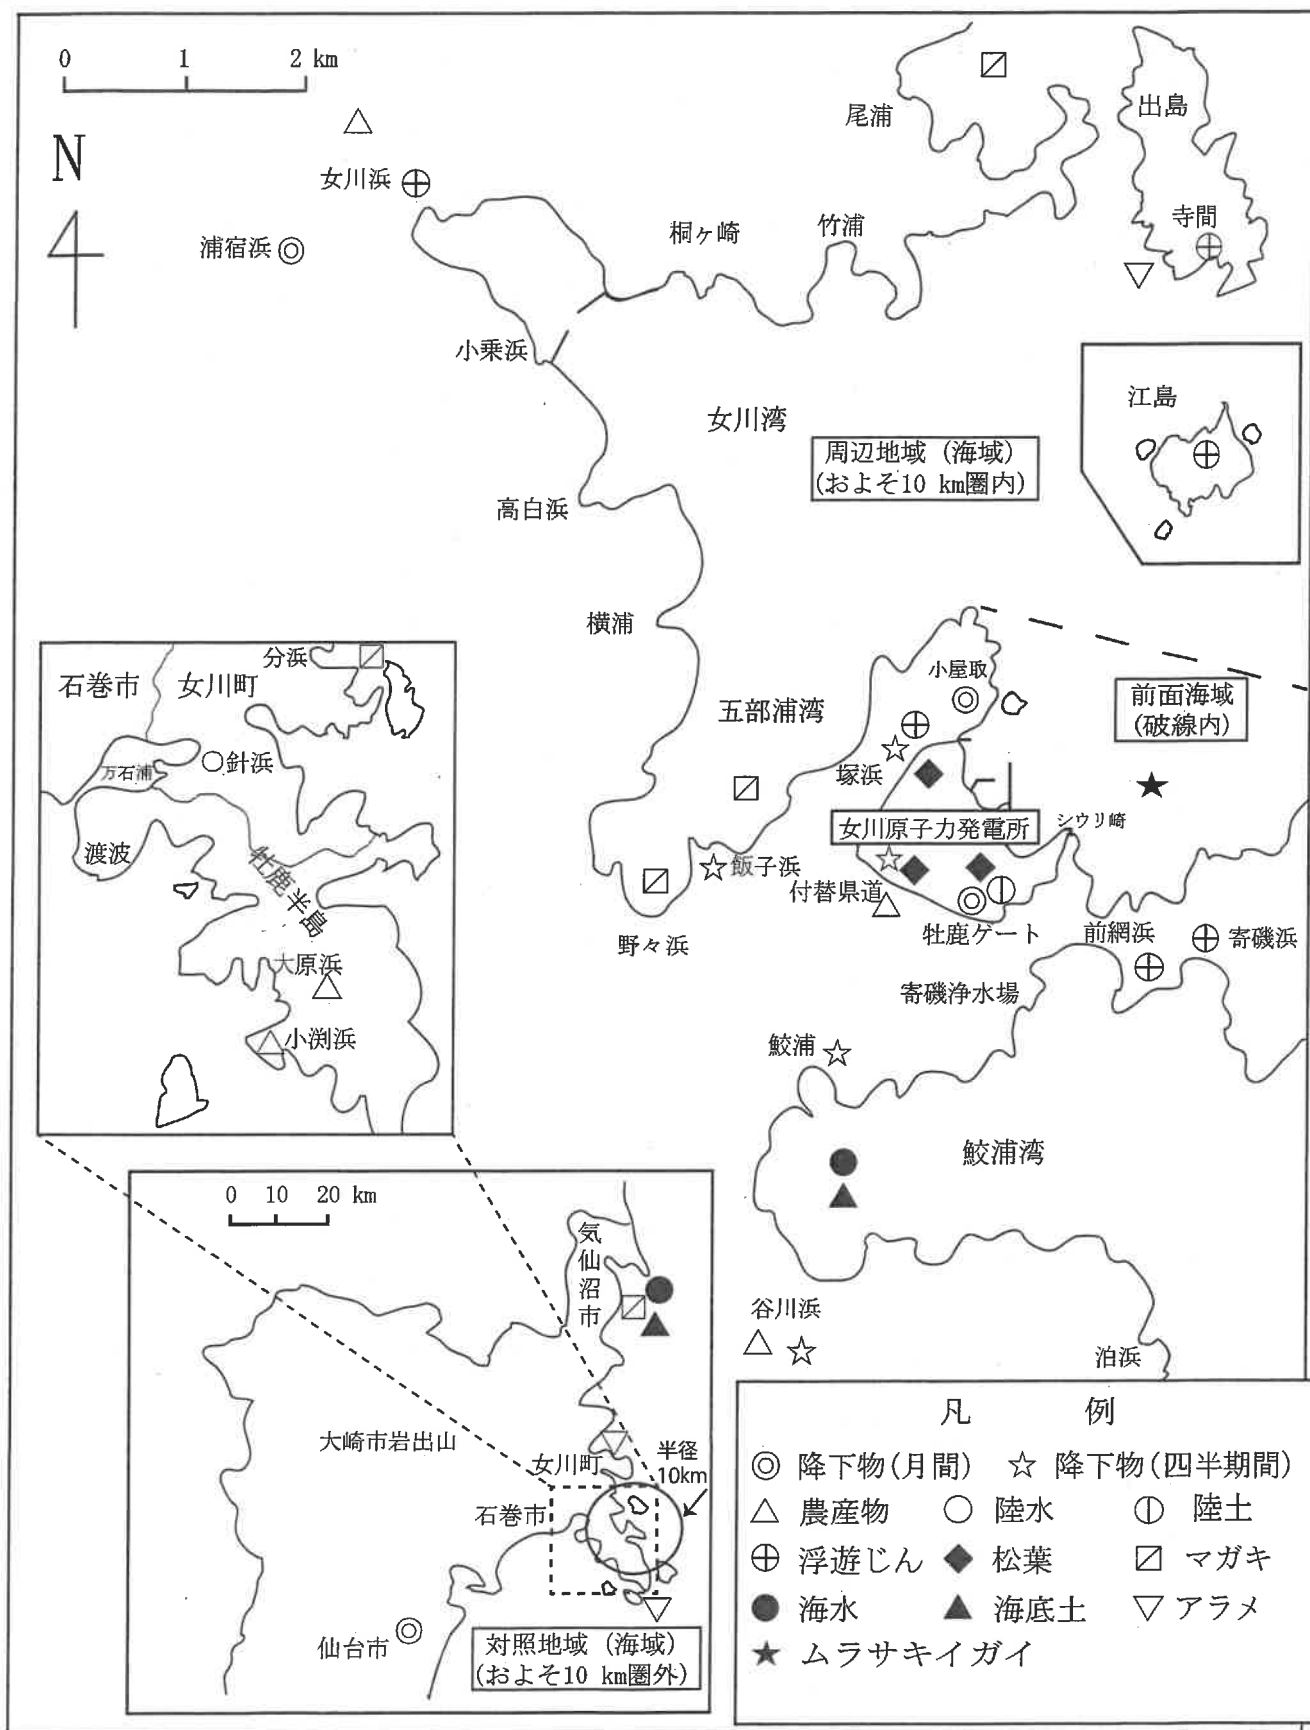 0 1 2 km
N
尾浦
出島
女川浜
浦宿浜
桐ヶ崎
竹浦
寺間
小乗浜
女川湾
江島
周辺地域（海域）
(およそ10 km圏内)
高白浜
横浦
石巻市
女川町
分浜
万石浦
針浜
渡波
牡鹿半島
大原浜
小渕浜
五部浦湾
小屋取
前面海域
(破線内)
塚浜
女川原子力発電所
シウリ崎
飯子浜
付替県道
野々浜
牡鹿ゲート
前網浜
寄磯浜
寄磯浄水場
鮫浦
鮫浦湾
谷川浜
泊浜
0 10 20 km
気仙沼市
大崎市岩出山
女川町
半径
10km
石巻市
仙台市
対照地域（海域）
(およそ10 km圏外)
凡 例
降下物(月間) 降下物(四半期間)
農産物 陸水 陸土
浮遊じん 松葉 マガキ
海水 海底土 アラメ
ムラサキイガイ